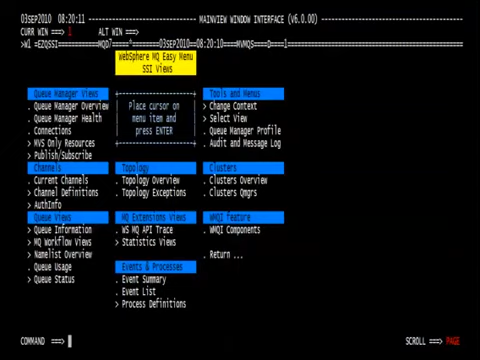 03SEP2010  08:20:11 ---------------------- MAINVIEW WINDOW INTERFACE (V6.0.00) ------------------
CURR WIN ===> 1        ALT WIN ===>
>W1 =EZQSSI==========MQD7=====*=======03SEP2010==08:20:10====MVMQS====D====1=====
WebSphere MQ Easy Menu
SSI Views
Queue Manager Views   +--------------------+   Tools and Menus
. Queue Manager Overview   | Place cursor on |   > Change Context
. Queue Manager Health   | menu item and |   > Select View
. Connections   | press ENTER |   . Queue Manager Profile
> MVS Only Resources   +--------------------+   . Audit and Message Log
> Publish/Subscribe
Channels   Topology   Clusters
. Current Channels   . Topology Overview   . Clusters Overview
> Channel Definitions   . Topology Exceptions   . Clusters Qmgrs
> AuthInfo
Queue Views   MQ Extensions Views   WMQI Feature
> Queue Information   . WS MQ API Trace   . WMQI Components
> MQ Workflow Views   > Statistics Views
> Namelist Overview   . Return ...
. Queue Usage   Events & Processes
> Queue Status   . Event Summary
. Event List
> Process Definitions
COMMAND  ===>   SCROLL ===> PAGE